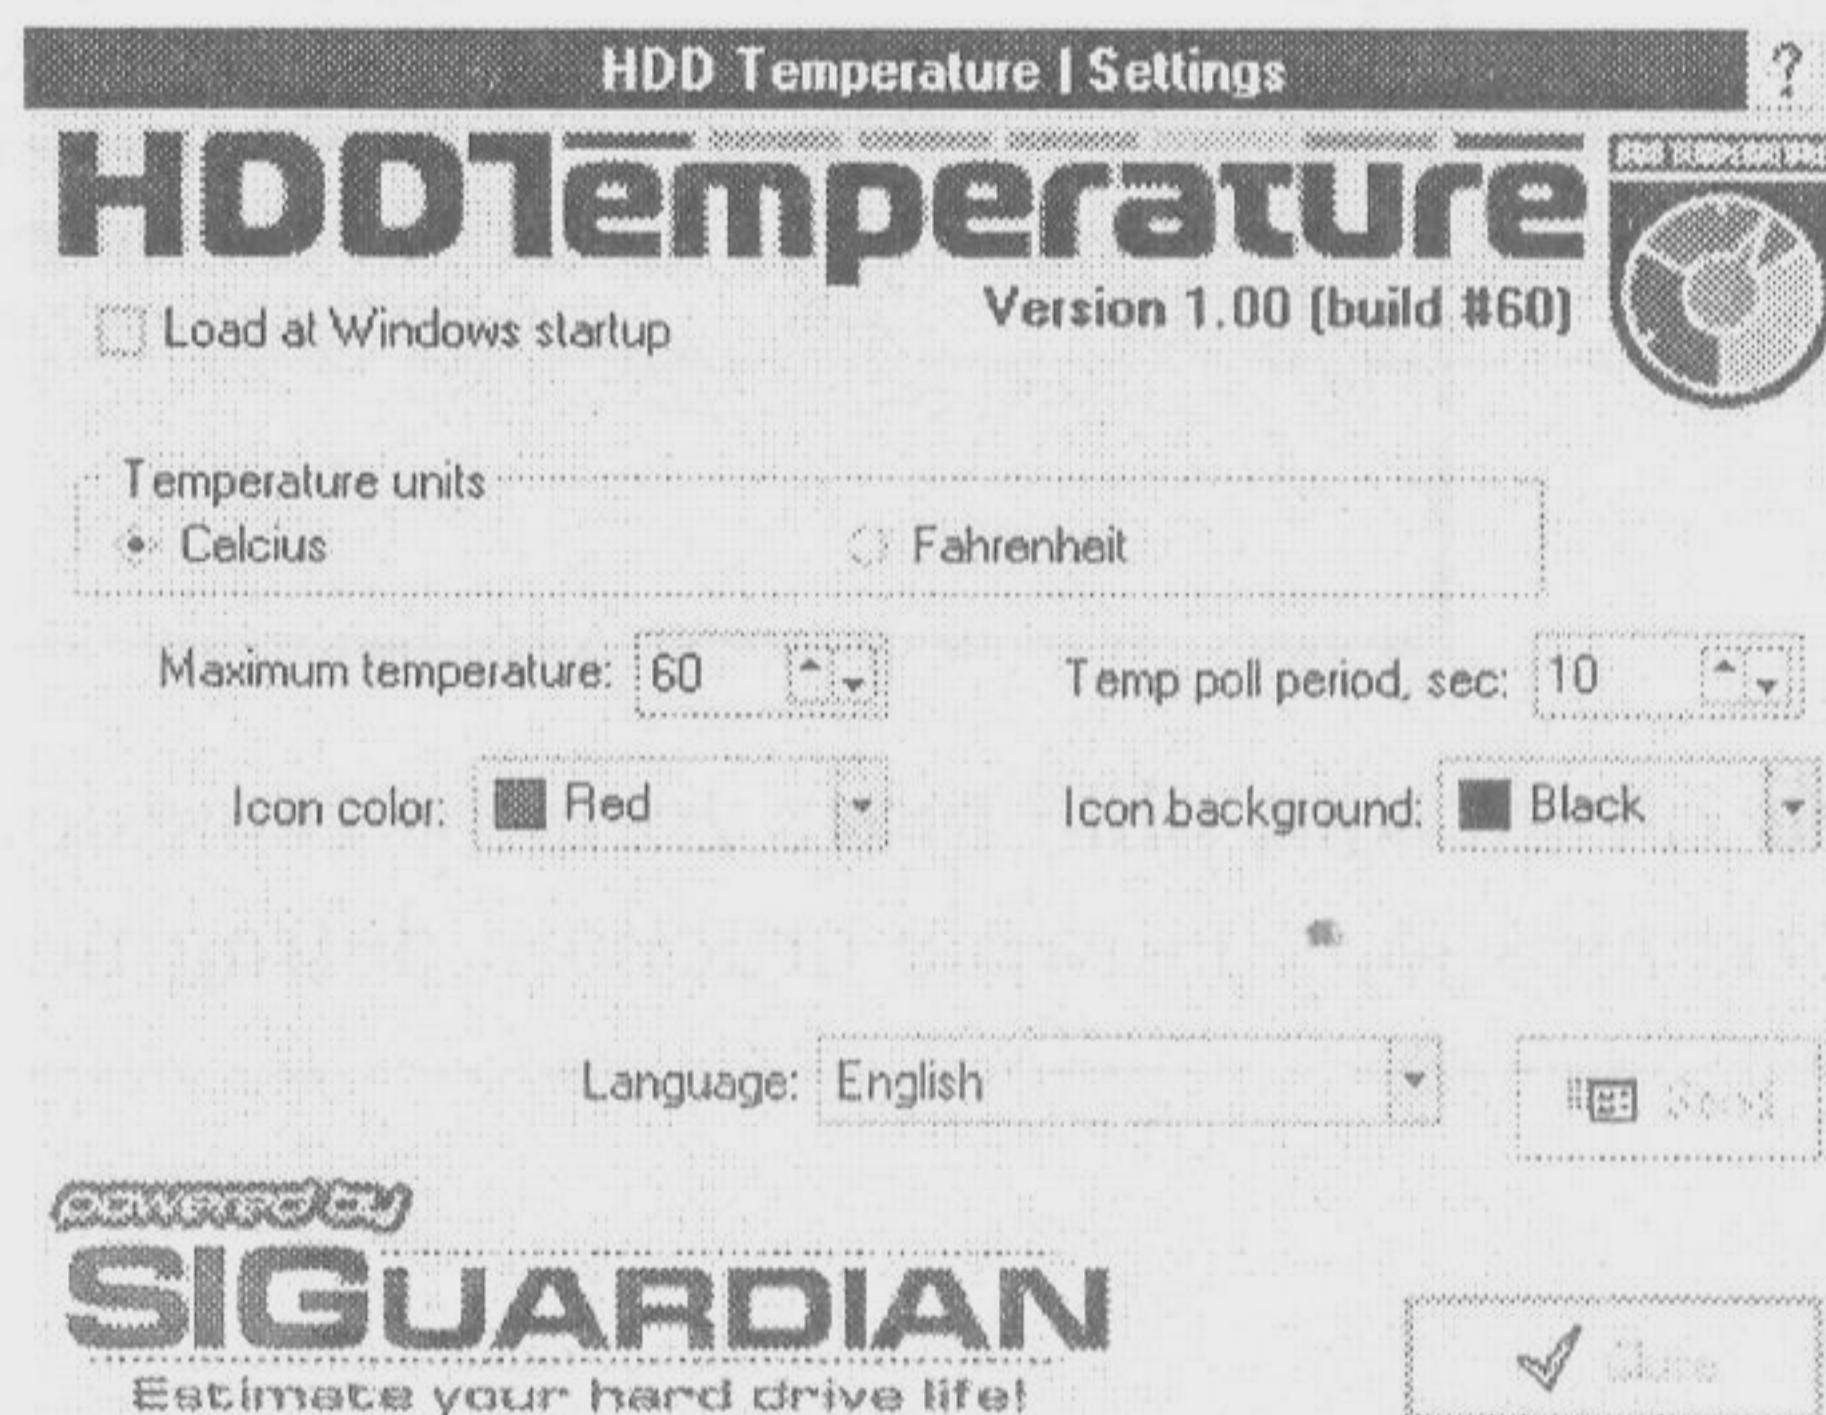 HDD Temperature | Settings
?
HDDTemperature
Version 1.00 (build #60)
Load at Windows startup
Temperature units
Celcius
Fahrenheit
Maximum temperature: 60
Temp poll period, sec: 10
Icon color: Red
Icon background: Black
Language: English
powered by
SIGUARDIAN
Estimate your hard drive life!